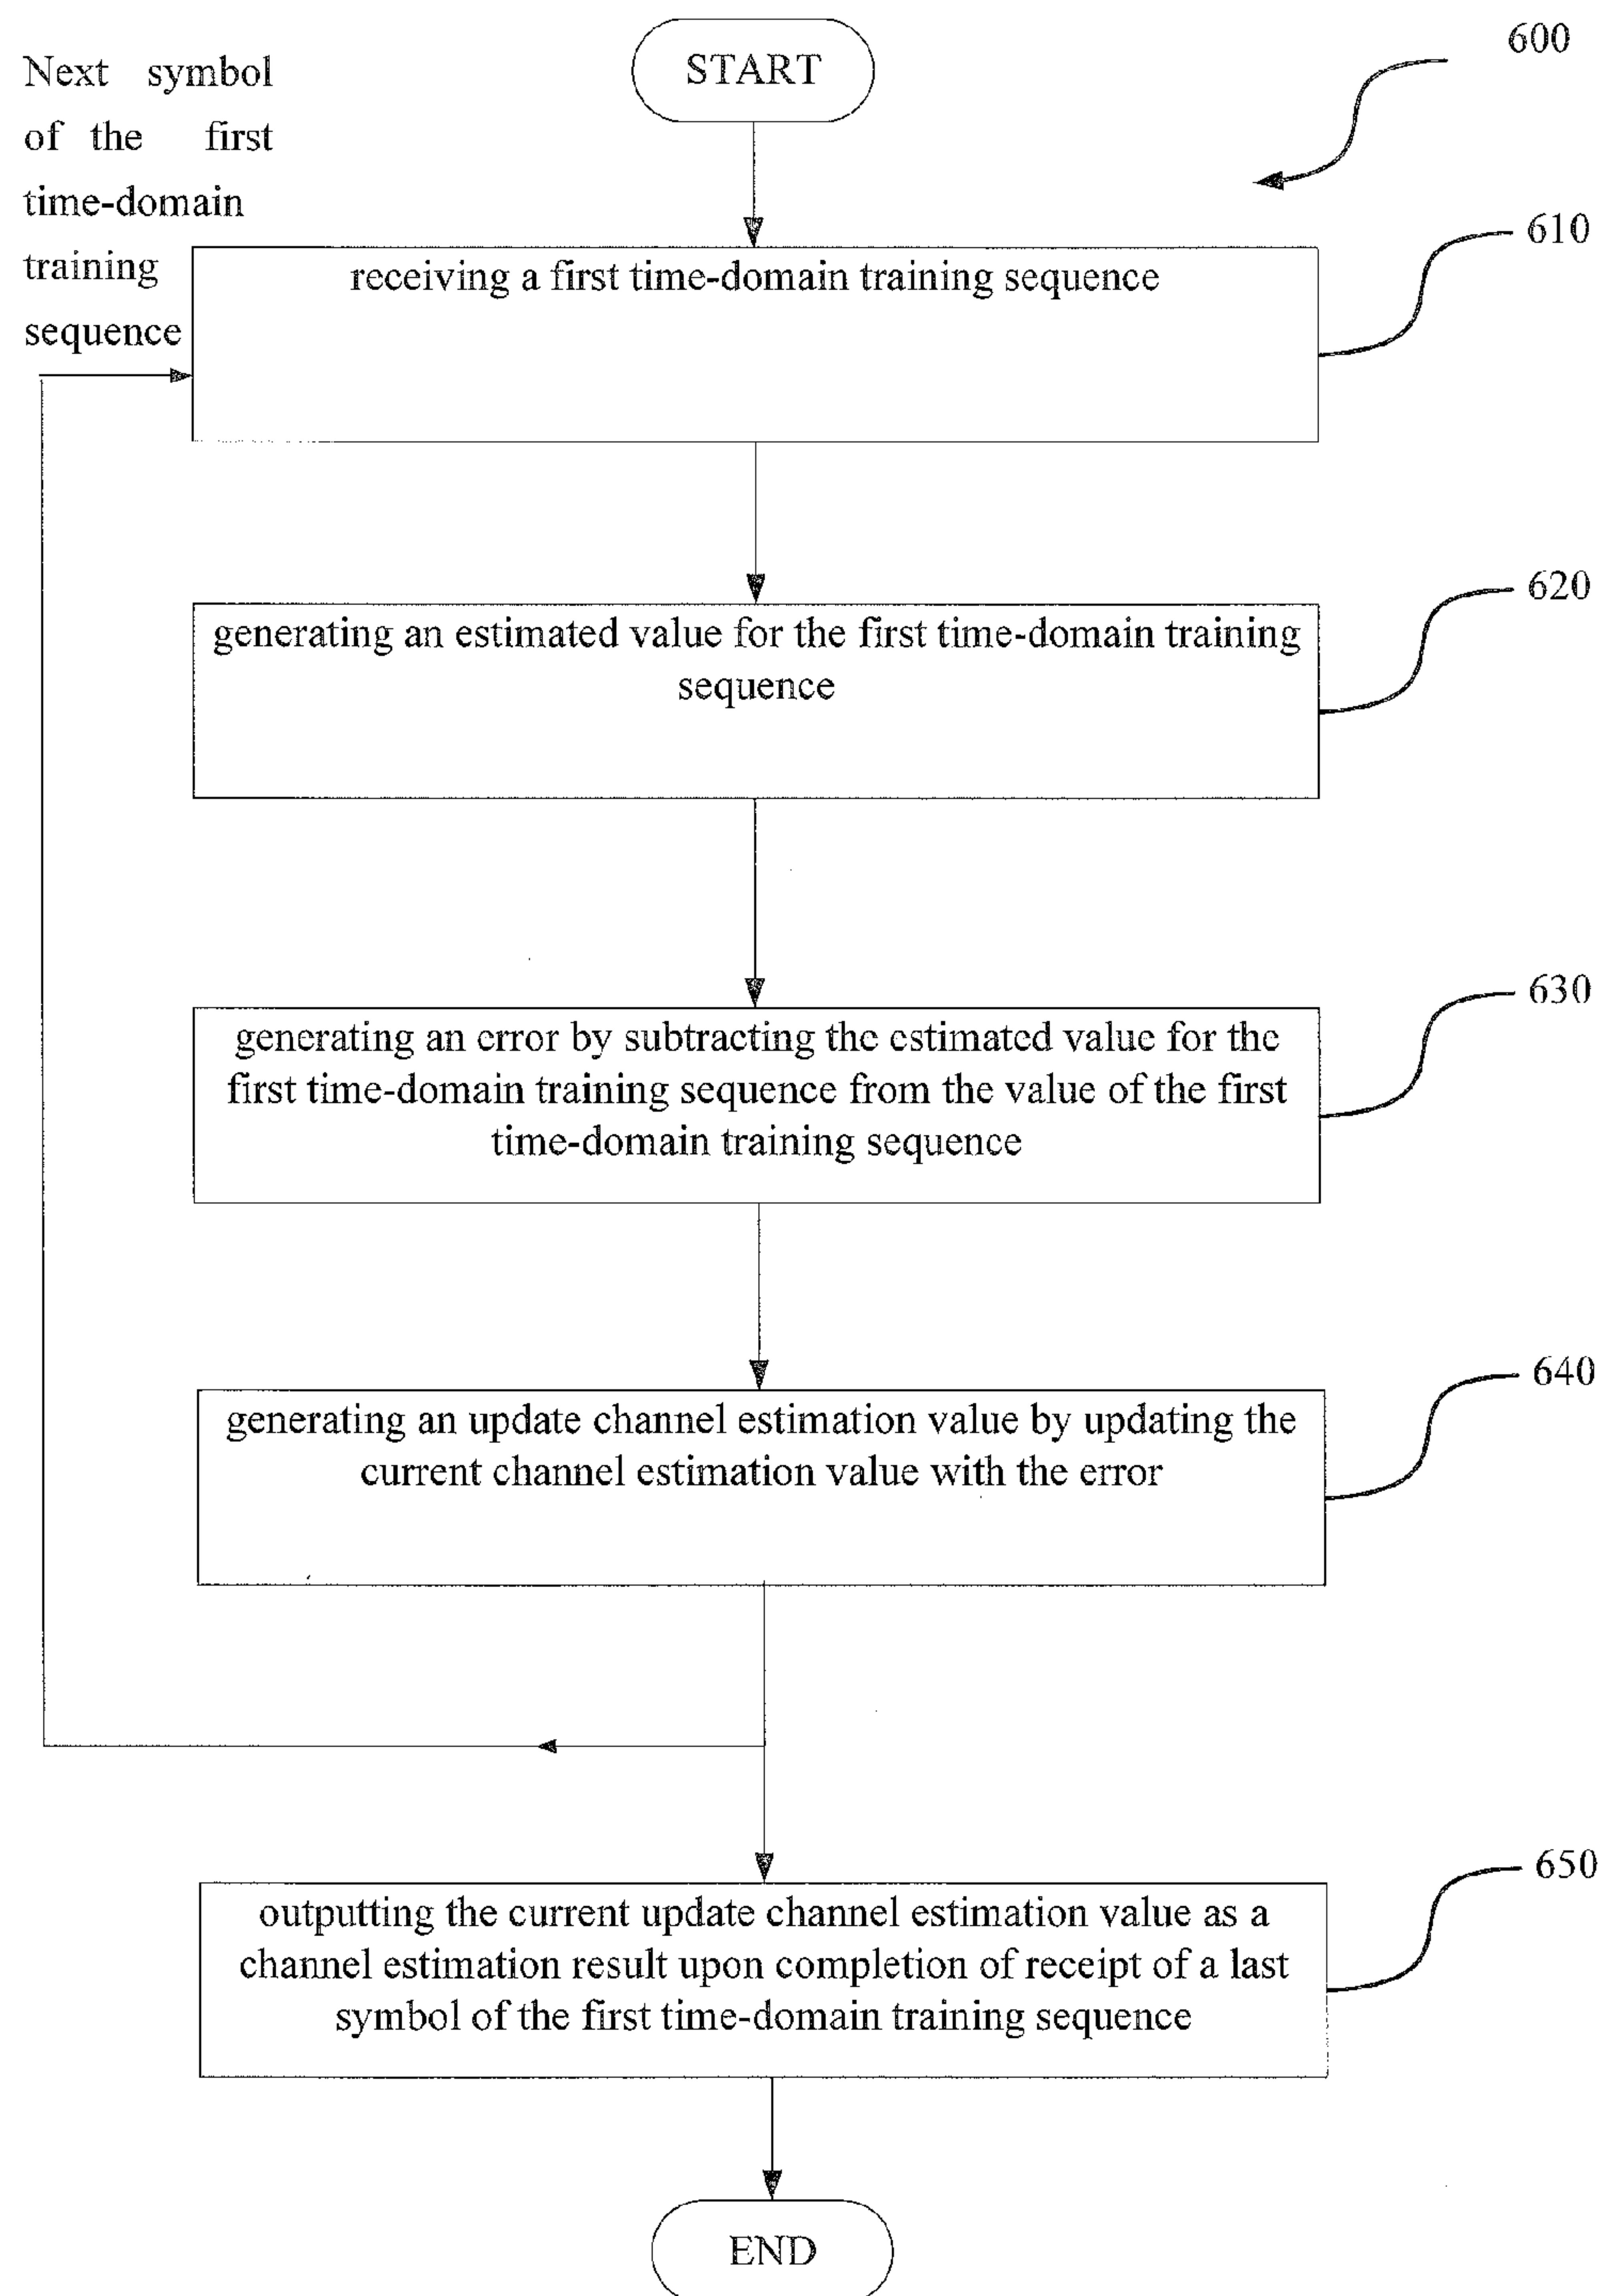 START
600
Next symbol
of the first
time-domain
training
sequence
610
receiving a first time-domain training sequence
620
generating an estimated value for the first time-domain training
sequence
630
generating an error by subtracting the estimated value for the
first time-domain training sequence from the value of the first
time-domain training sequence
640
generating an update channel estimation value by updating the
current channel estimation value with the error
650
outputting the current update channel estimation value as a
channel estimation result upon completion of receipt of a last
symbol of the first time-domain training sequence
END